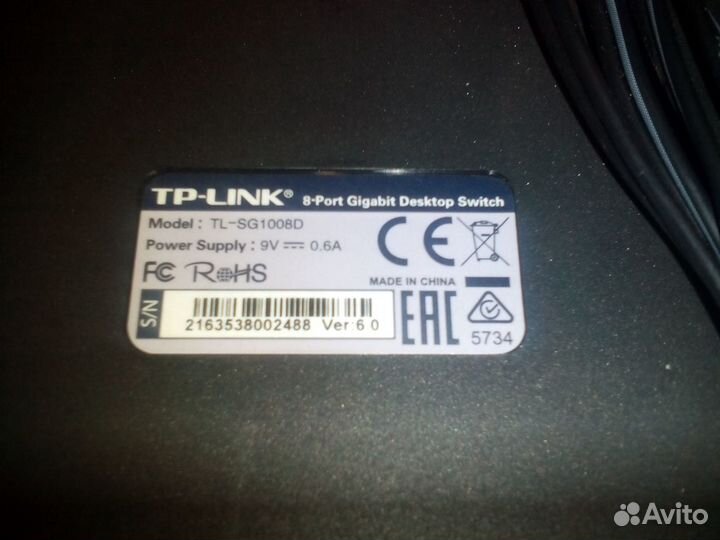 TP-LINK® 8-Port Gigabit Desktop Switch
Model : TL-SG1008D
Power Supply : 9V ⎓ 0.6A
FC RoHS
CE
MADE IN CHINA
S/N
2163538002488 Ver:6.0
EAC
5734
Avito